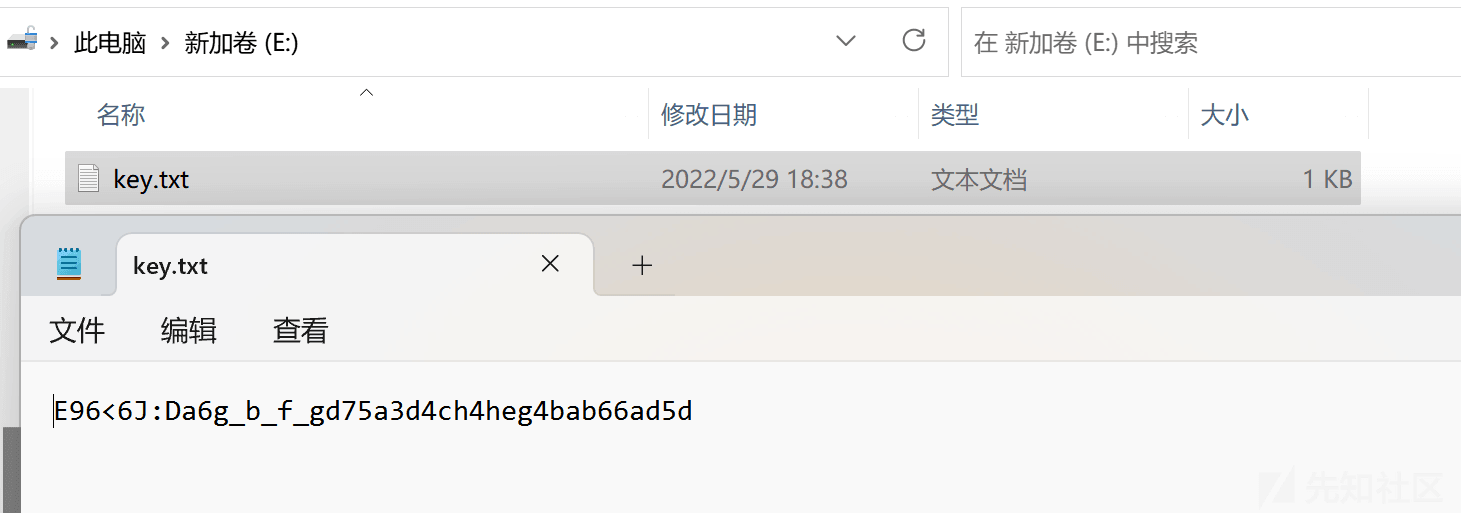 此电脑 新加卷 (E:) 在 新加卷 (E:) 中搜索
名称 修改日期 类型 大小
key.txt 2022/5/29 18:38 文本文档 1 KB
key.txt
文件 编辑 查看
E96<6J:Da6g_b_f_gd75a3d4ch4heg4bab66ad5d
先知社区